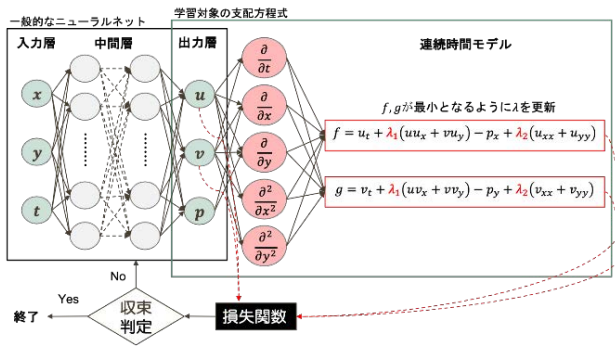 学習対象の支配方程式
一般的なニューラルネット
入力層 中間層 出力層
連続時間モデル
x
y
t
u
v
p
∂/∂t
∂/∂x
∂/∂y
∂²/∂x²
∂²/∂y²
f,gが最小となるようにλを更新
f = u_t + λ_1(uu_x + vu_y) − p_x + λ_2(u_xx + u_yy)
g = v_t + λ_1(uv_x + vv_y) − p_y + λ_2(v_xx + v_yy)
No
Yes
終了
収束
判定
損失関数